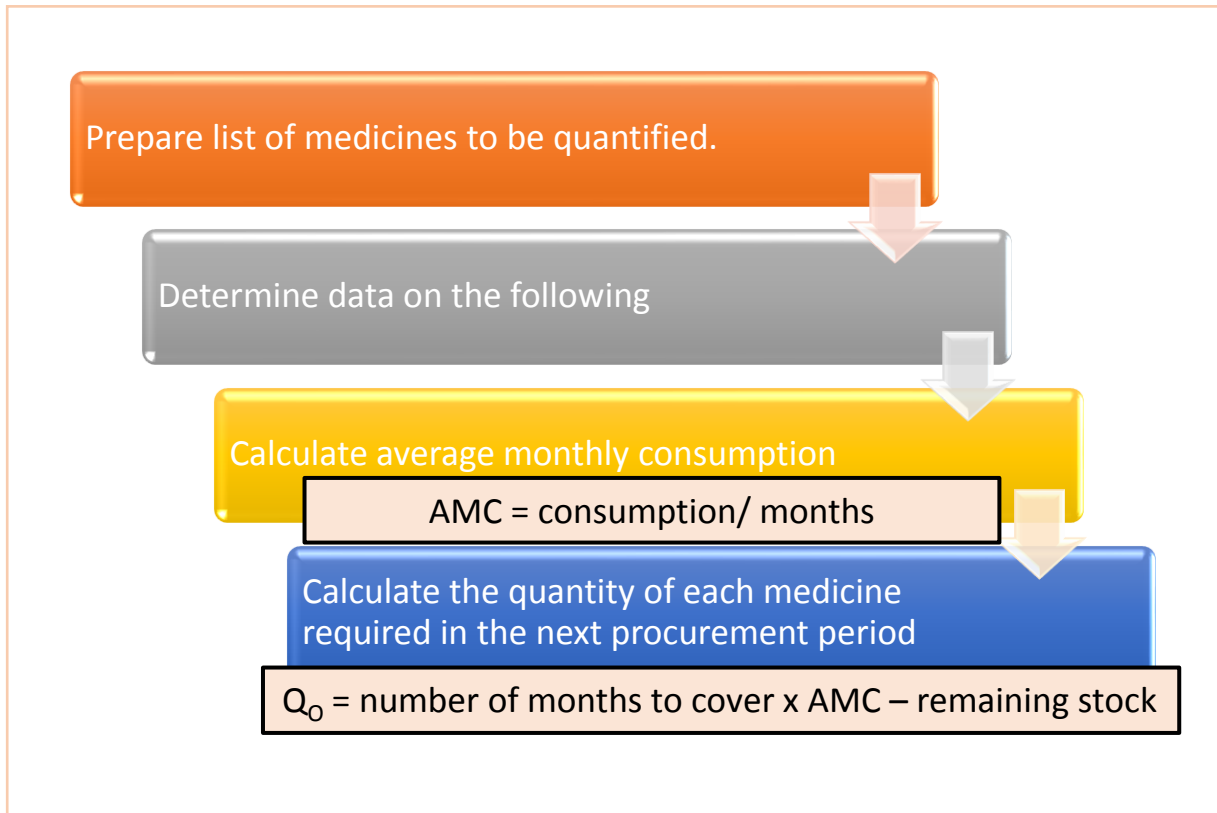 Prepare list of medicines to be quantified.
Determine data on the following
Calculate average monthly consumption
AMC = consumption/ months
Calculate the quantity of each medicine
required in the next procurement period
Q₀ = number of months to cover x AMC – remaining stock